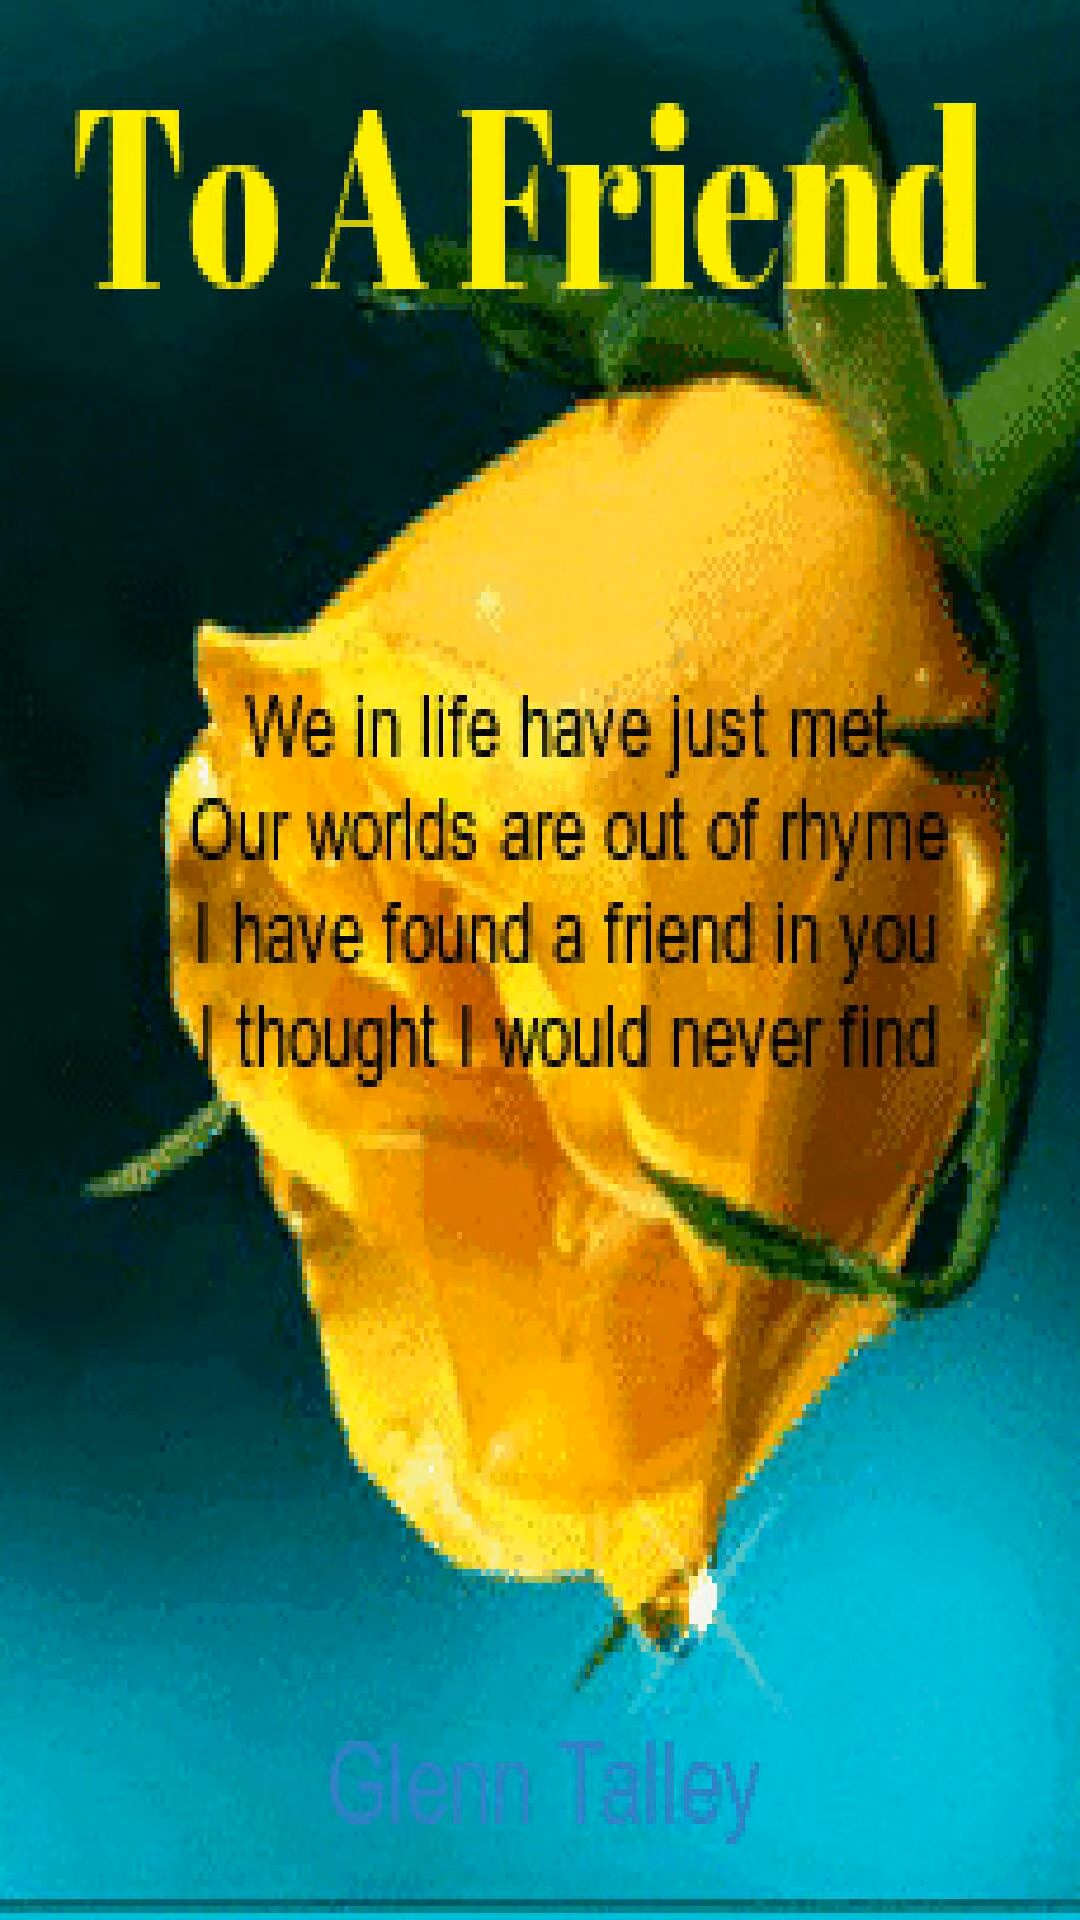 To A Friend
We in life have just met
Our worlds are out of rhyme
I have found a friend in you
I thought I would never find
Glenn Talley